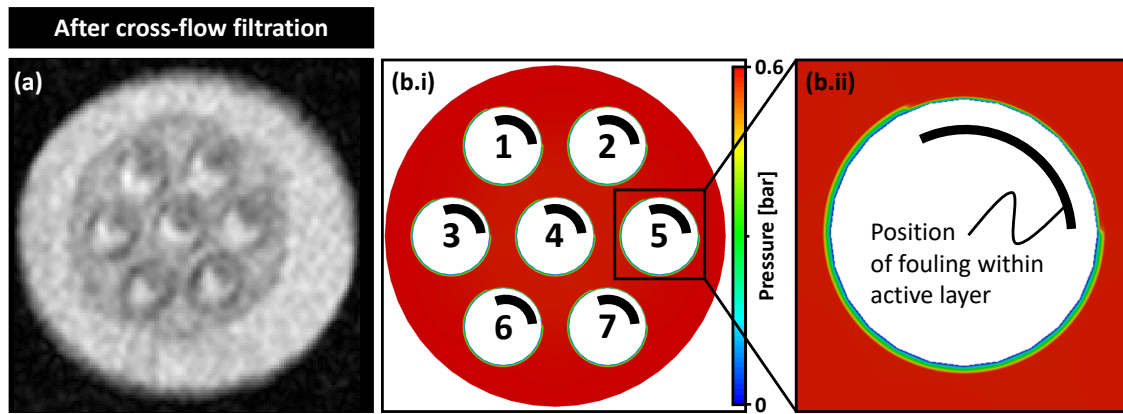 After cross-flow filtration
(a)
(b.i)
1 2
3 4 5
6 7
0.6
Pressure [bar]
0
(b.ii)
Position
of fouling within
active layer